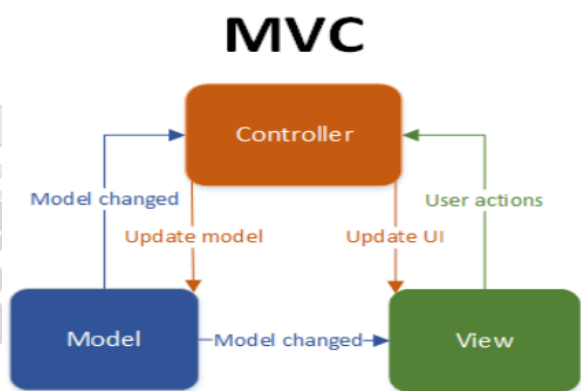 MVC
Controller
Model changed
User actions
Update model
Update UI
Model
Model changed
View